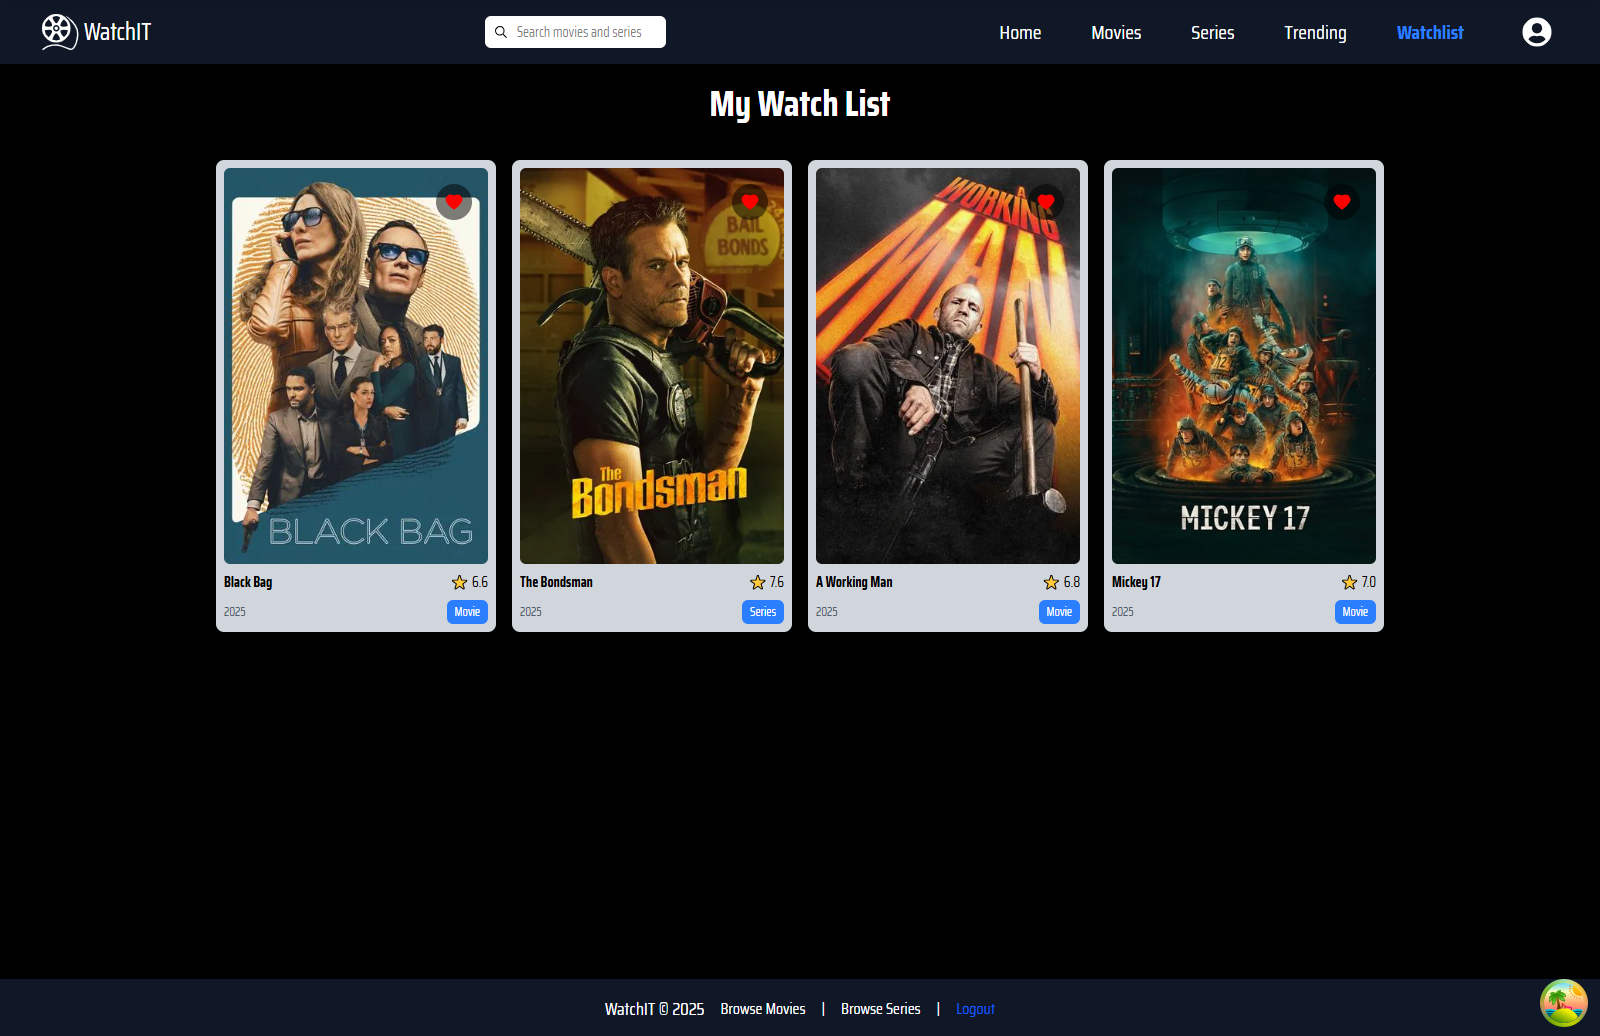 WatchIT
Search movies and series
Home
Movies
Series
Trending
Watchlist
My Watch List
BLACK BAG
BAIL
BONDS
The
Bondsman
A
WORKING
MAN
MICKEY 17
Black Bag
6.6
2025
Movie
The Bondsman
7.6
2025
Series
A Working Man
6.8
2025
Movie
Mickey 17
7.0
2025
Movie
WatchIT © 2025 Browse Movies | Browse Series | Logout